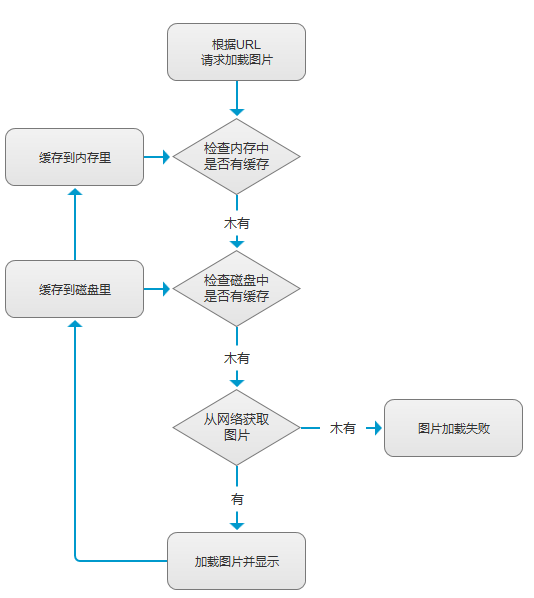 根据URL
请求加载图片
缓存到内存里
检查内存中
是否有缓存
木有
缓存到磁盘里
检查磁盘中
是否有缓存
木有
从网络获取
图片
木有
图片加载失败
有
加载图片并显示